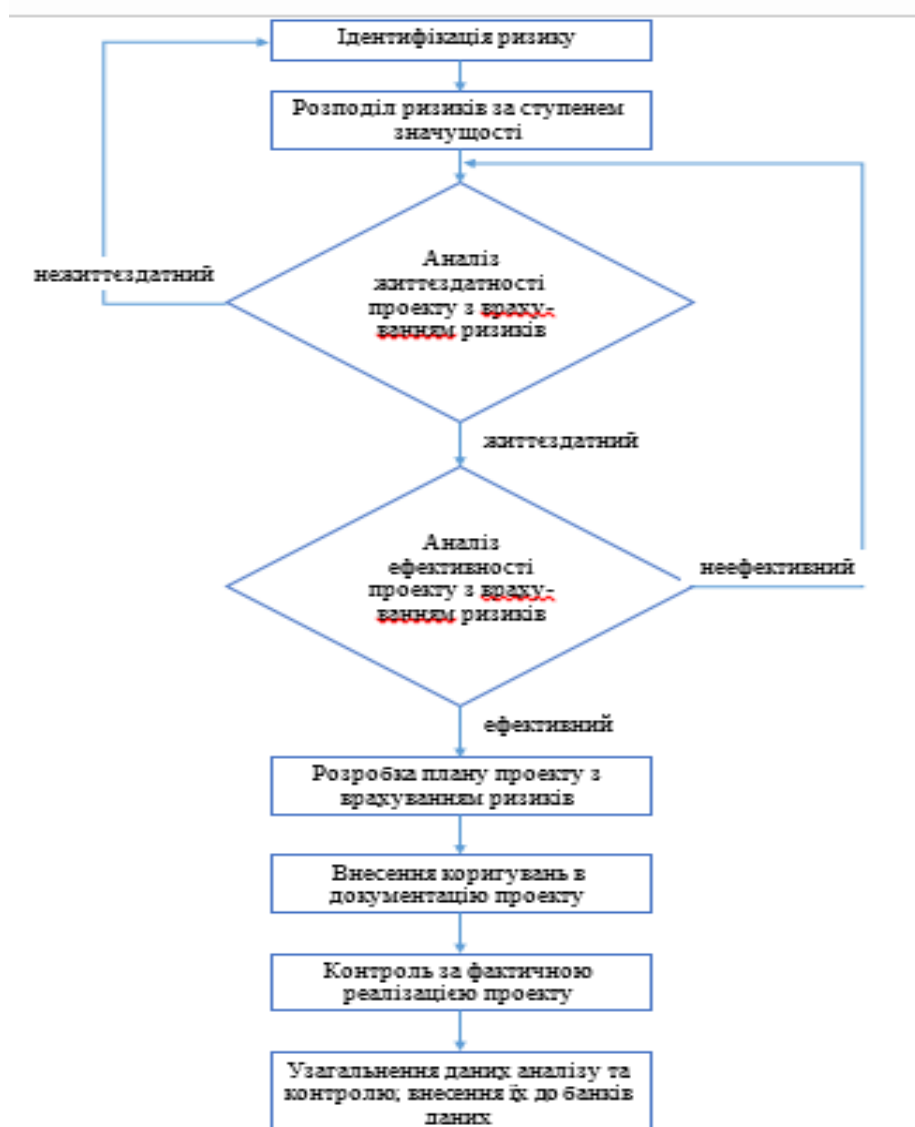 Ідентифікація ризику
Розподіл ризиків за ступенем
значущості
Аналіз
життєздатності
проекту з враху-
ванням ризиків
нежиттєздатний
життєздатний
Аналіз
ефективності
проекту з враху-
ванням ризиків
неефективний
ефективний
Розробка плану проекту з
врахуванням ризиків
Внесення коригувань в
документацію проекту
Контроль за фактичною
реалізацією проекту
Узагальнення даних аналізу та
контролю; внесення їх до банків
даних